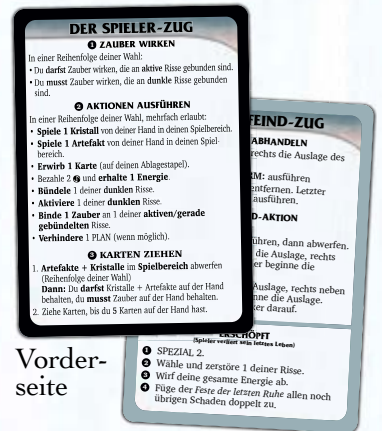 DER SPIELER-ZUG
❶ ZAUBER WIRKEN
In einer Reihenfolge deiner Wahl:
• Du darfst Zauber wirken, die an aktive Risse gebunden sind.
• Du musst Zauber wirken, die an dunkle Risse gebunden
sind.
❷ AKTIONEN AUSFÜHREN
In einer Reihenfolge deiner Wahl, mehrfach erlaubt:
• Spiele 1 Kristall von deiner Hand in deinen Spielbereich.
• Spiele 1 Artefakt von deiner Hand in deinen Spiel-
bereich.
• Erwirb 1 Karte (auf deinen Ablagestapel).
• Bezahle 2 und erhalte 1 Energie.
• Bündele 1 deiner dunklen Risse.
• Aktiviere 1 deiner dunklen Risse.
• Binde 1 Zauber an 1 deiner aktiven/gerade
gebündelten Risse.
• Verhindere 1 PLAN (wenn möglich).
❸ KARTEN ZIEHEN
1. Artefakte + Kristalle im Spielbereich abwerfen
(Reihenfolge deiner Wahl)
Dann: Du darfst Kristalle + Artefakte auf der Hand
behalten, du musst Zauber auf der Hand behalten.
2. Ziehe Karten, bis du 5 Karten auf der Hand hast.
FEIND-ZUG
ABHANDELN
rechts die Auslage des
RM: ausführen
entfernen. Letzter
ausführen.
D-AKTION
ühren, dann abwerfen.
die Auslage, rechts
er beginne die
Auslage, rechts neben
nne die Auslage.
er darauf.
ERSCHÖPFT
(Spieler verliert sein letztes Leben)
❶ SPEZIAL 2.
❷ Wähle und zerstöre 1 deiner Risse.
❸ Wirf deine gesamte Energie ab.
❹ Füge der Feste der letzten Ruhe allen noch
übrigen Schaden doppelt zu.
Vorder-
seite